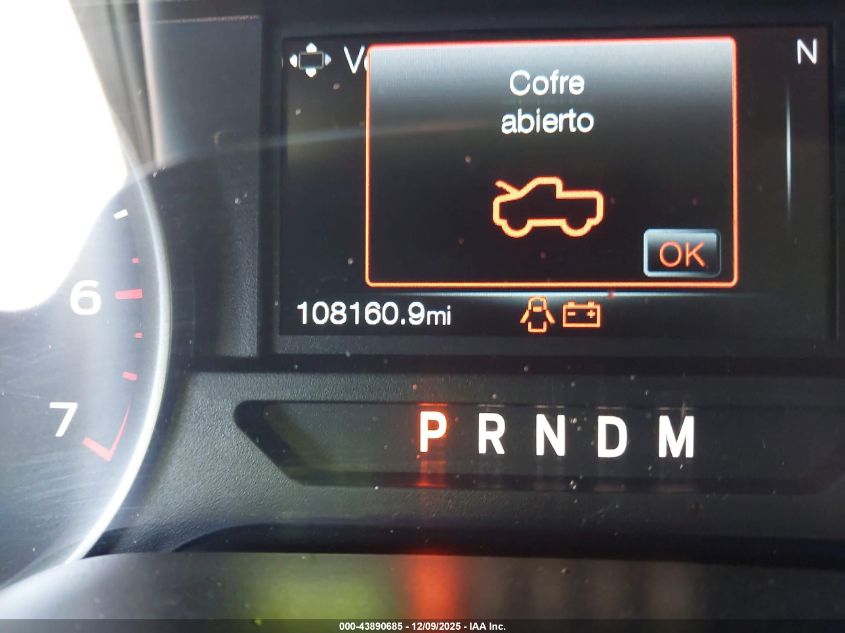 N
Cofre
abierto
OK
108160.9mi
6
7
P R N D M
000-43890685 - 12/09/2025 - IAA Inc.